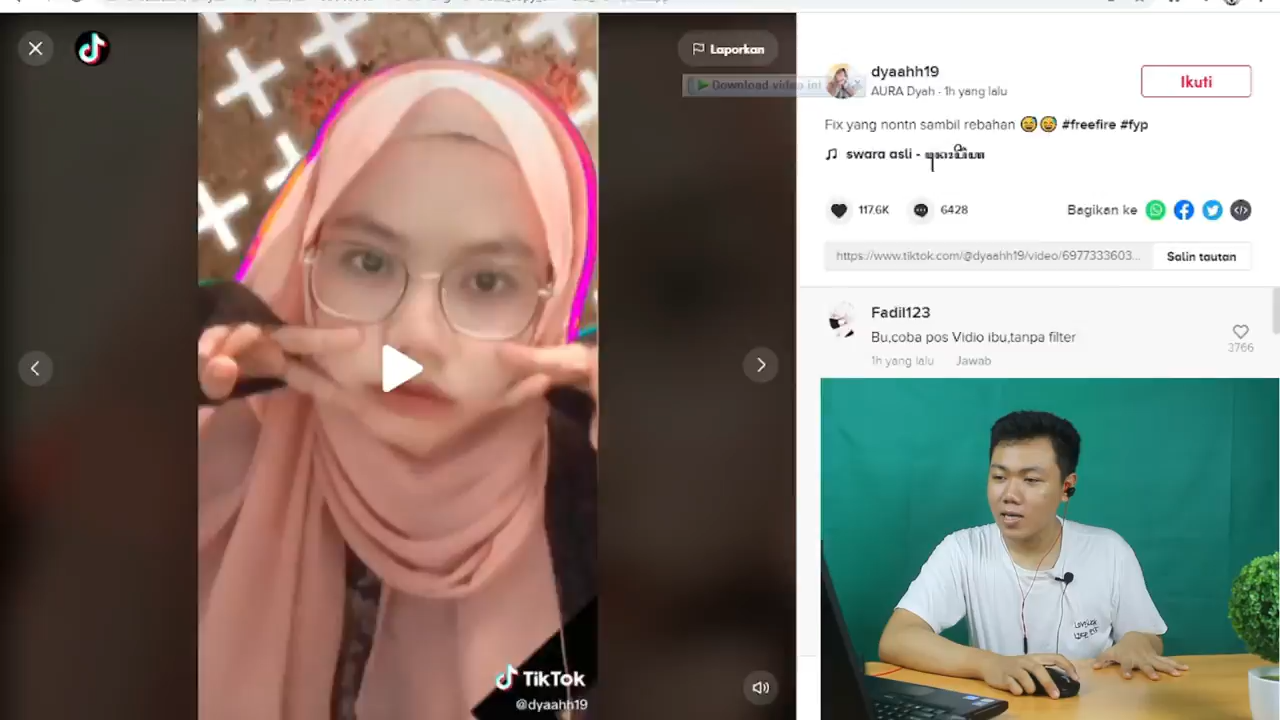 Laporkan
Download video
dyaahh19
AURA Dyah · 1h yang lalu
Ikuti
Fix yang nontn sambil rebahan 😅😅 #freefire #fyp
swara asli -
117.6K
6428
Bagikan ke
https://www.tiktok.com/@dyaahh19/video/6977333603...
Salin tautan
Fadil123
Bu,coba pos Vidio ibu,tanpa filter
3766
1h yang lalu
Jawab
TikTok
@dyaahh19